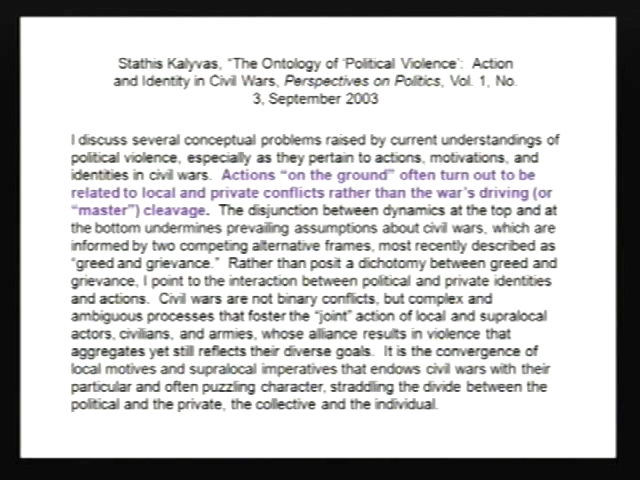 Stathis Kalyvas, “The Ontology of ‘Political Violence’:  Action
and Identity in Civil Wars, Perspectives on Politics, Vol. 1, No.
3, September 2003
I discuss several conceptual problems raised by current understandings of
political violence, especially as they pertain to actions, motivations, and
identities in civil wars.  Actions “on the ground” often turn out to be
related to local and private conflicts rather than the war’s driving (or
“master”) cleavage.  The disjunction between dynamics at the top and at
the bottom undermines prevailing assumptions about civil wars, which are
informed by two competing alternative frames, most recently described as
“greed and grievance.”  Rather than posit a dichotomy between greed and
grievance, I point to the interaction between political and private identities
and actions.  Civil wars are not binary conflicts, but complex and
ambiguous processes that foster the “joint” action of local and supralocal
actors, civilians, and armies, whose alliance results in violence that
aggregates yet still reflects their diverse goals.  It is the convergence of
local motives and supralocal imperatives that endows civil wars with their
particular and often puzzling character, straddling the divide between the
political and the private, the collective and the individual.